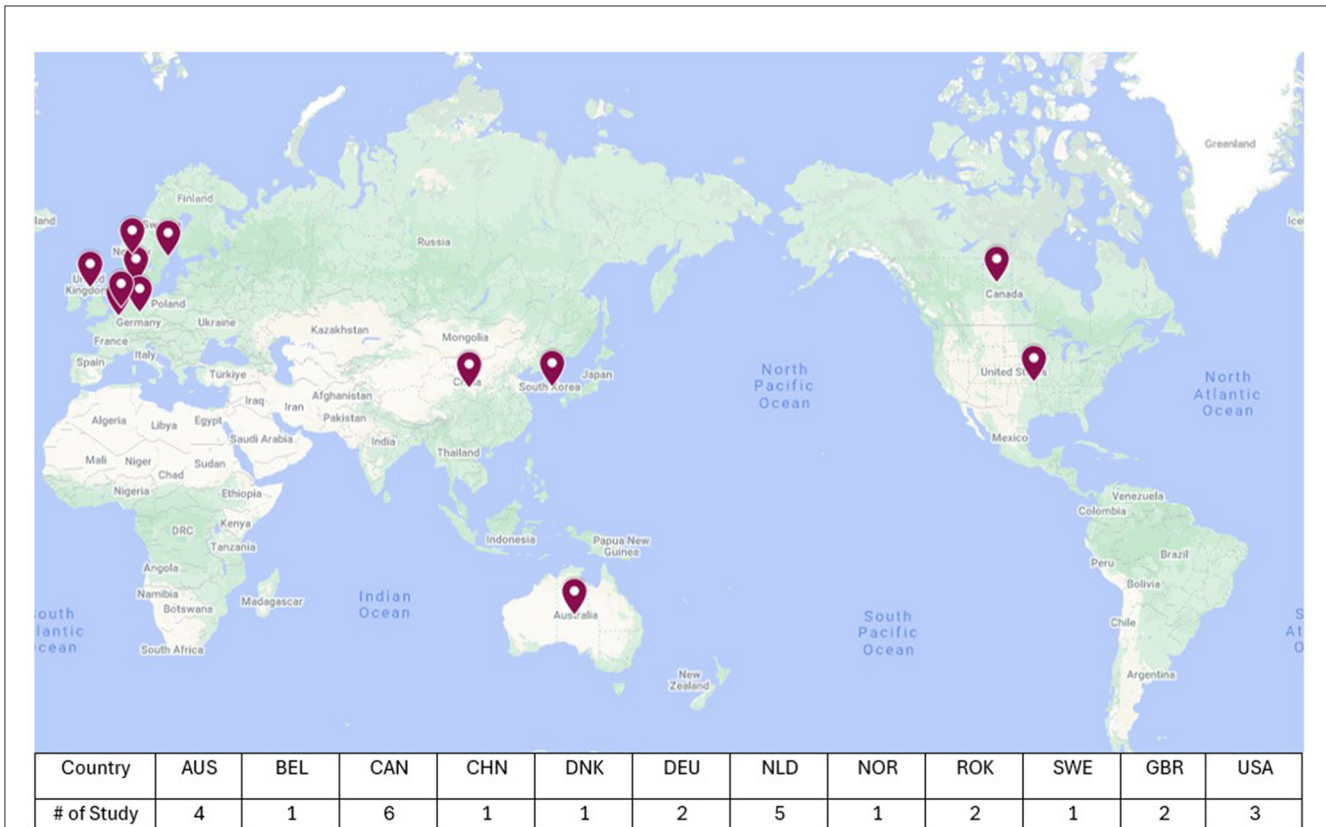 Greenland
Finland
Russia
Canada
Poland
Germany
Ukraine
France
Spain
Italy
Türkiye
Kazakhstan
Mongolia
South Korea
Japan
North
Pacific
Ocean
North
Atlantic
Ocean
Mexico
Iraq
Iran
Afghanistan
Pakistan
India
Thailand
Algeria
Libya
Egypt
Saudi Arabia
Mali
Niger
Chad
Sudan
Nigeria
Ethiopia
DRC
Kenya
Tanzania
Angola
Namibia
Botswana
Madagascar
South Africa
Indian
Ocean
Indonesia
Papua New
Guinea
Australia
New
Zealand
South
Pacific
Ocean
Venezuela
Colombia
Peru
Brazil
Bolivia
Chile
Argentina
Country AUS BEL CAN CHN DNK DEU NLD NOR ROK SWE GBR USA
# of Study 4 1 6 1 1 2 5 1 2 1 2 3